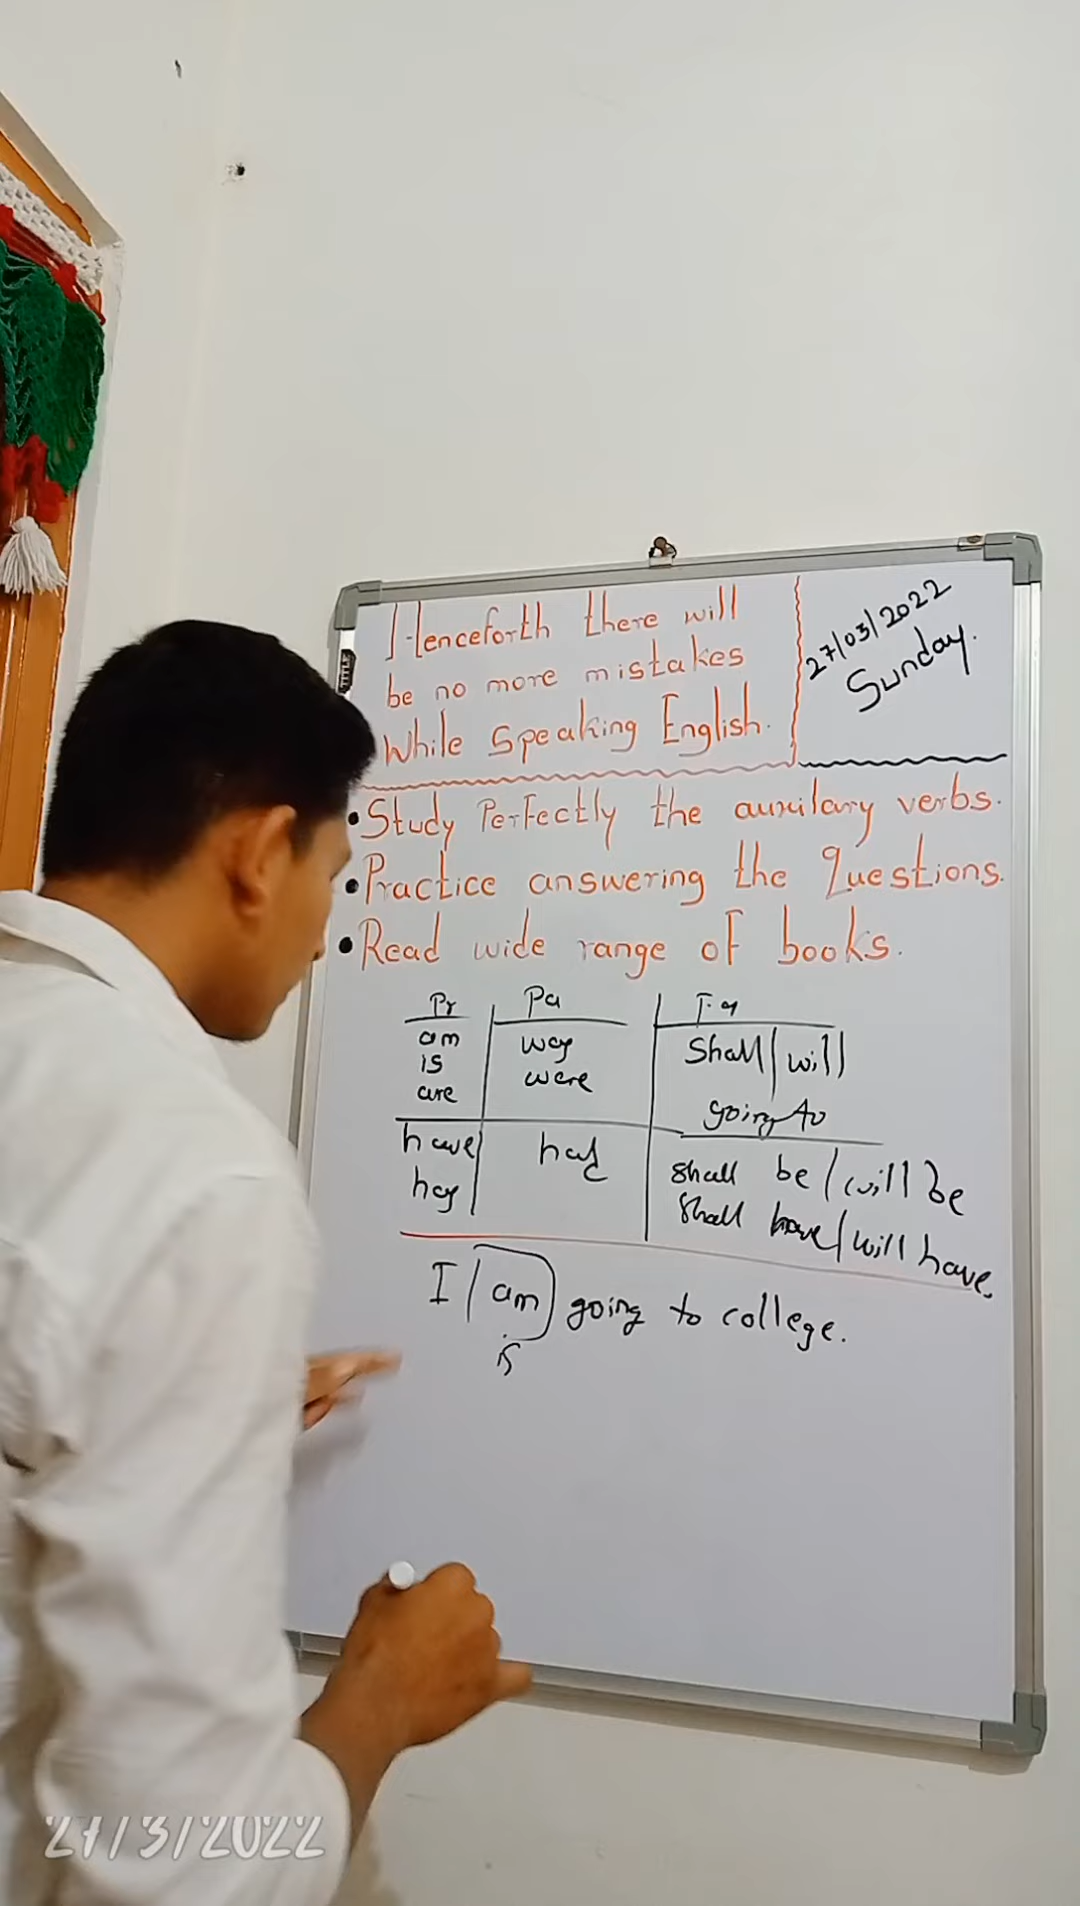 Henceforth there will
be no more mistakes
While speaking English.
27/03/2022
Sunday.
• Study Perfectly the auxilary verbs.
• Practice answering the Questions.
• Read wide range of books.
Pr Pa
am was shall / will
is were
are going to
have had shall be / will be
has shall have / will have.
I / am going to college.
is
27/3/2022